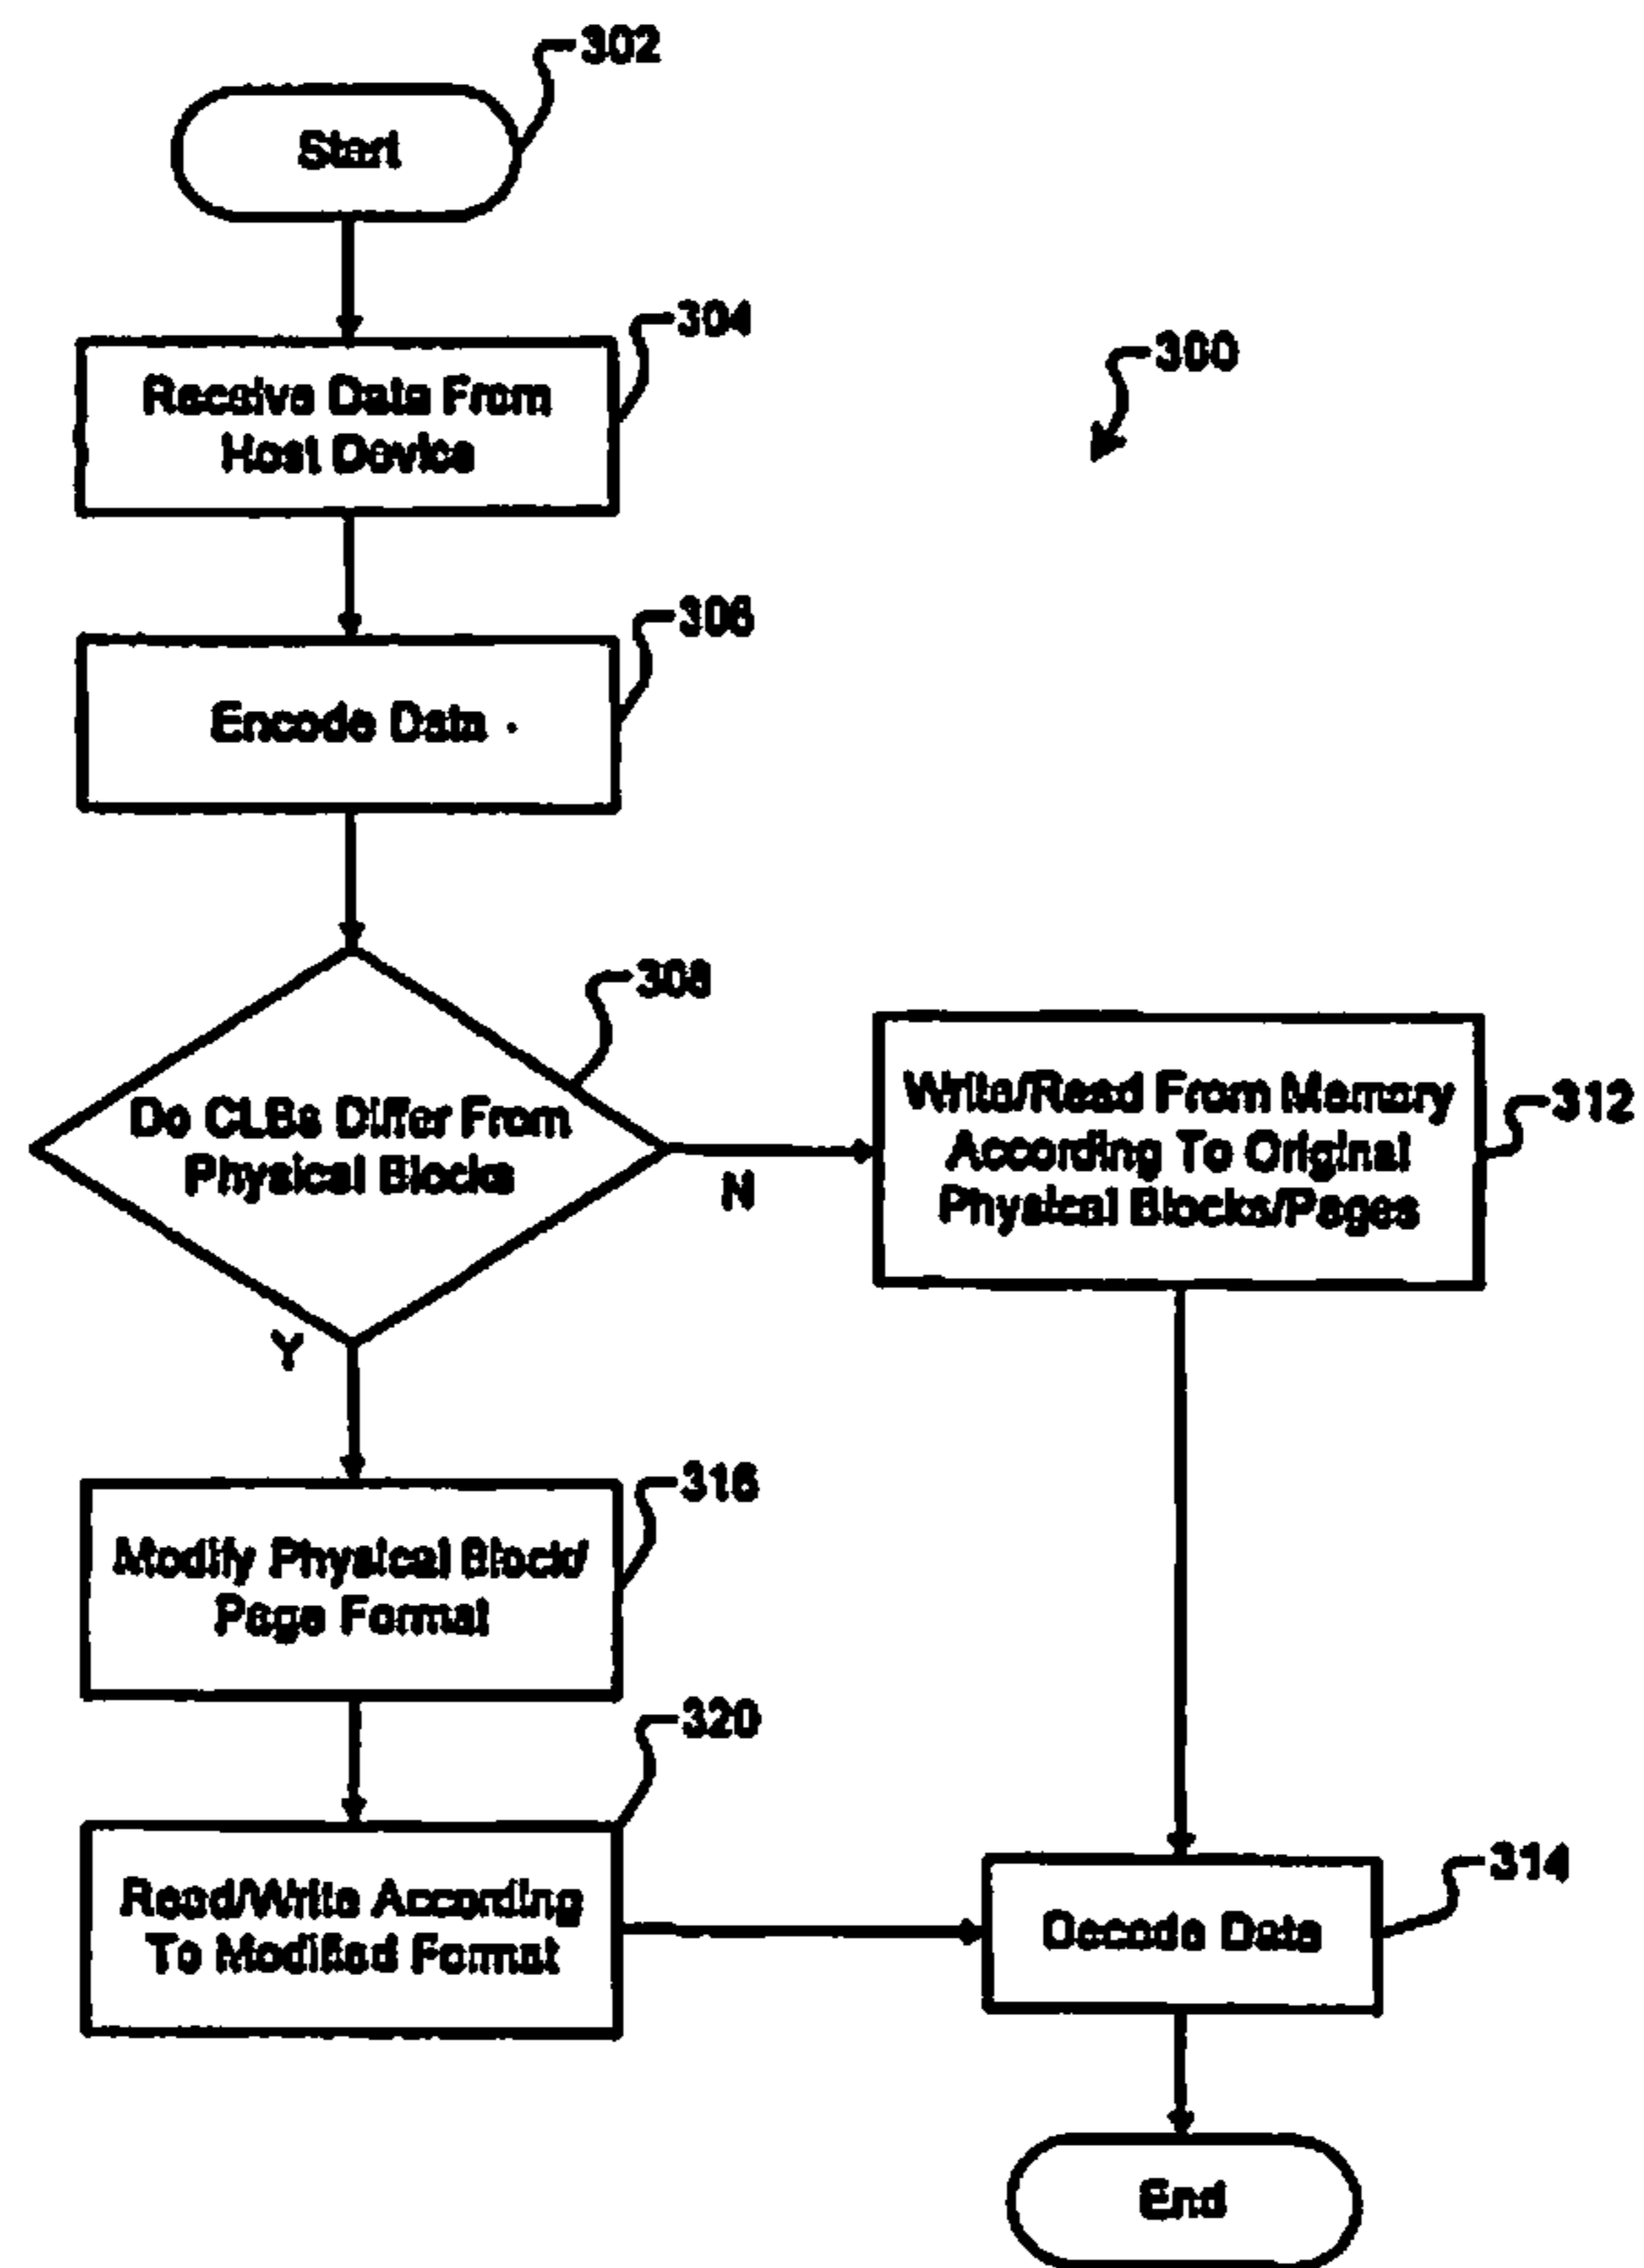 302
Start
304
Receive Data From
Host Device
300
306
Encode Data
308
Do CLBs Differ From
Physical Blocks
N
Y
Write/Read From Memory
According To Original
Physical Blocks/Pages
312
316
Modify Physical Block/
Page Format
320
Read/Write According
To Modified Format
314
Decode Data
End